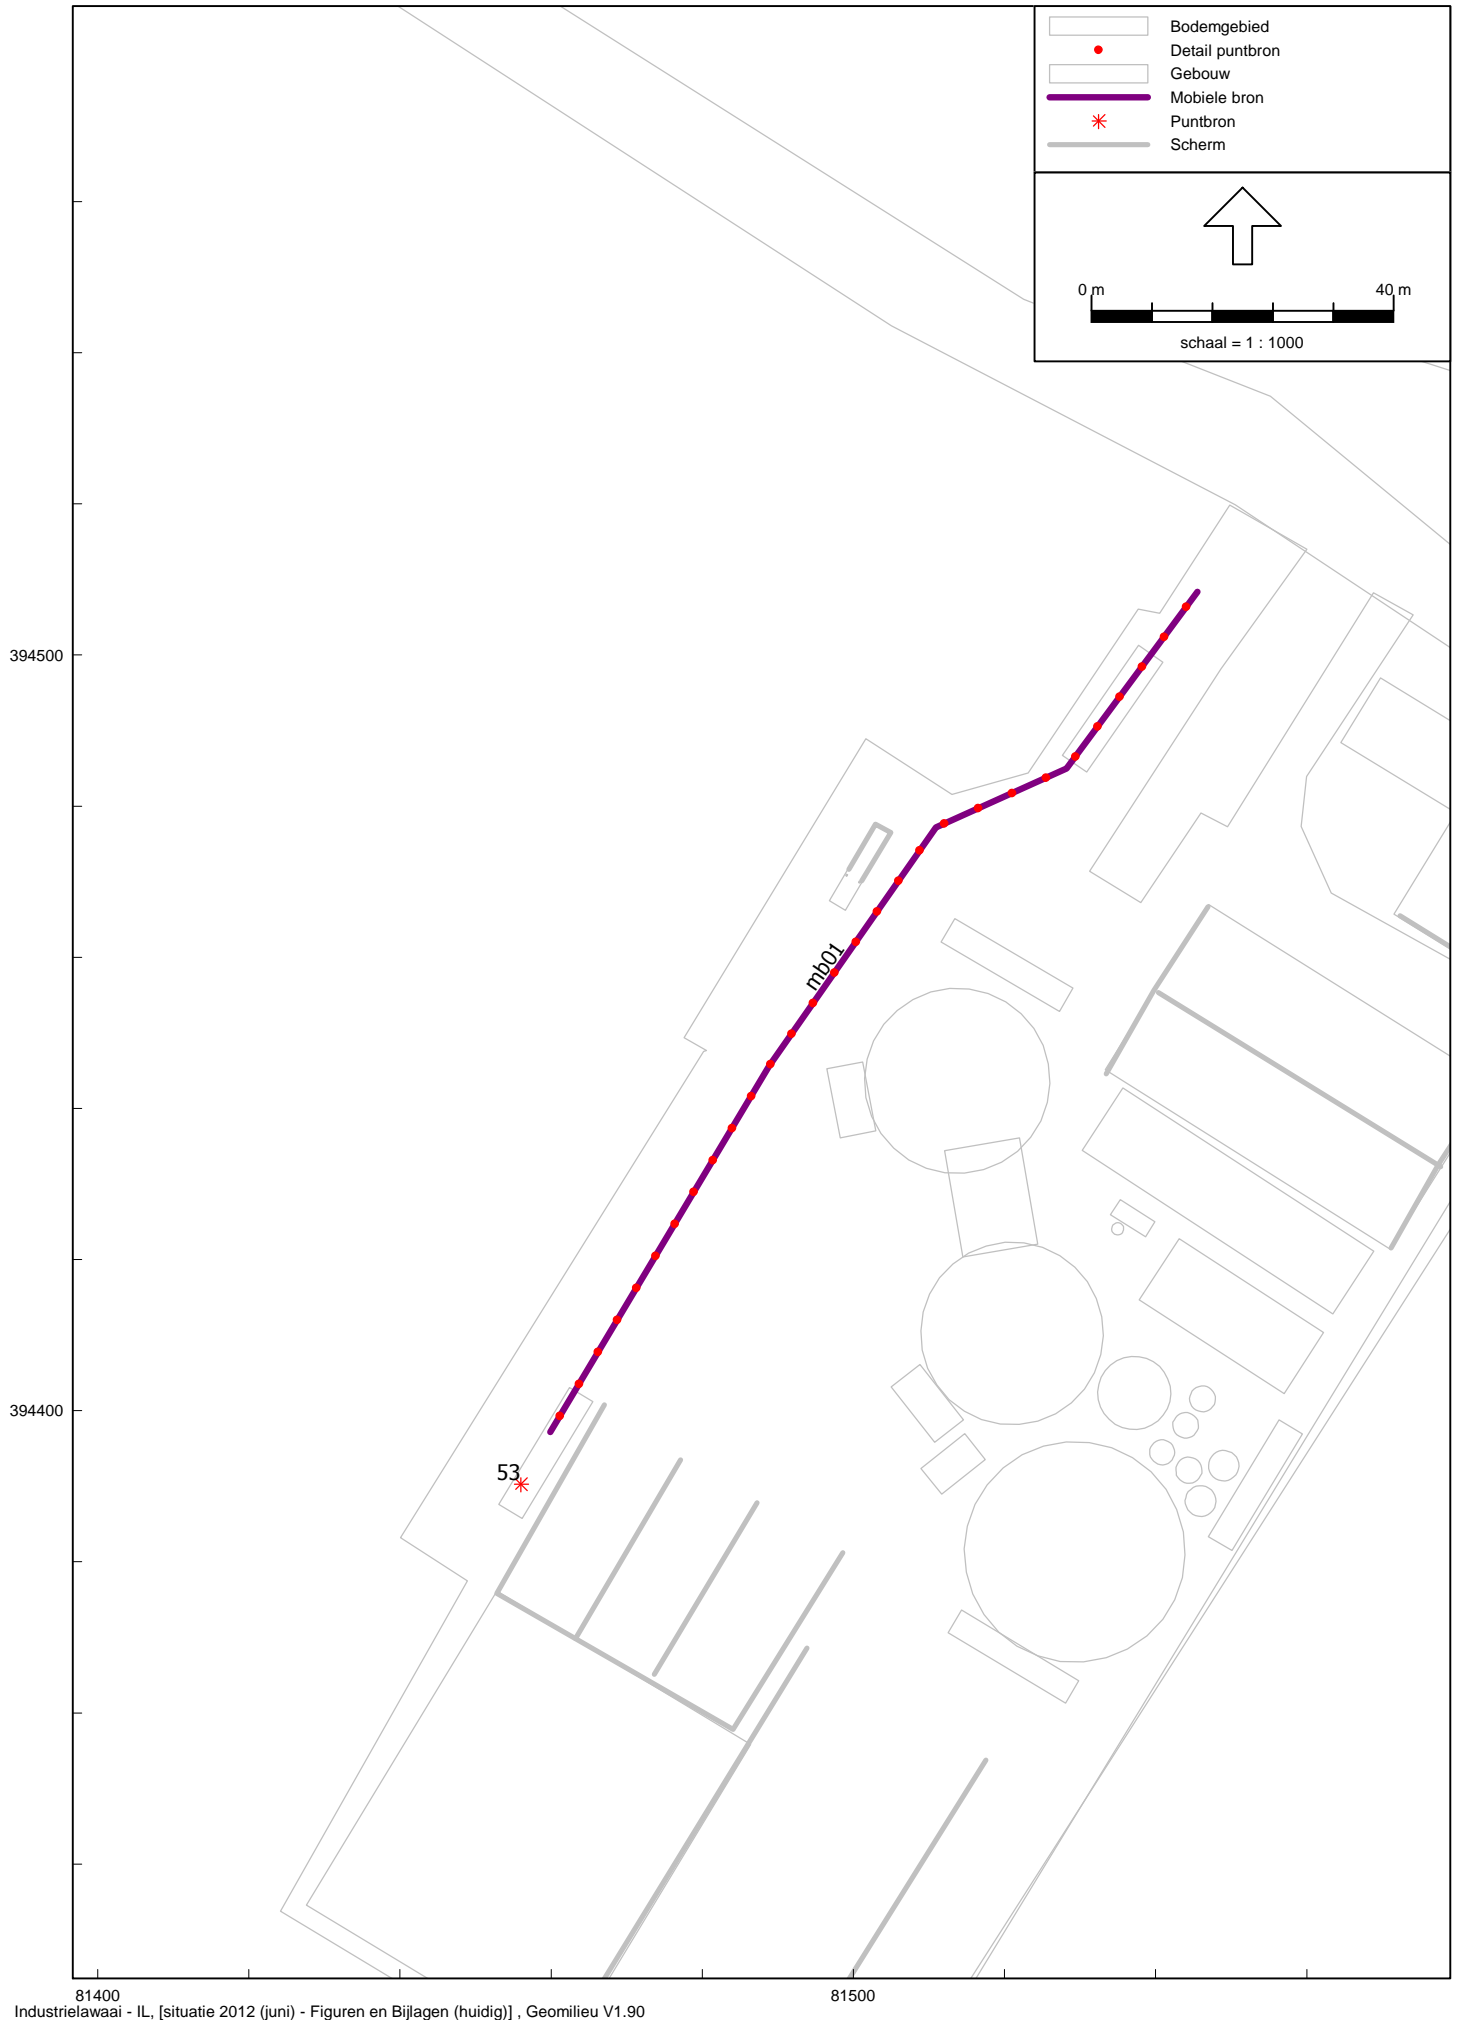 Bodemgebied
Detail puntbron
Gebouw
Mobiele bron
Puntbron
Scherm
0 m 40 m
schaal = 1 : 1000
394500
mb01
394400
53
81400 81500
Industrielawaai - IL, [situatie 2012 (juni) - Figuren en Bijlagen (huidig)] , Geomilieu V1.90